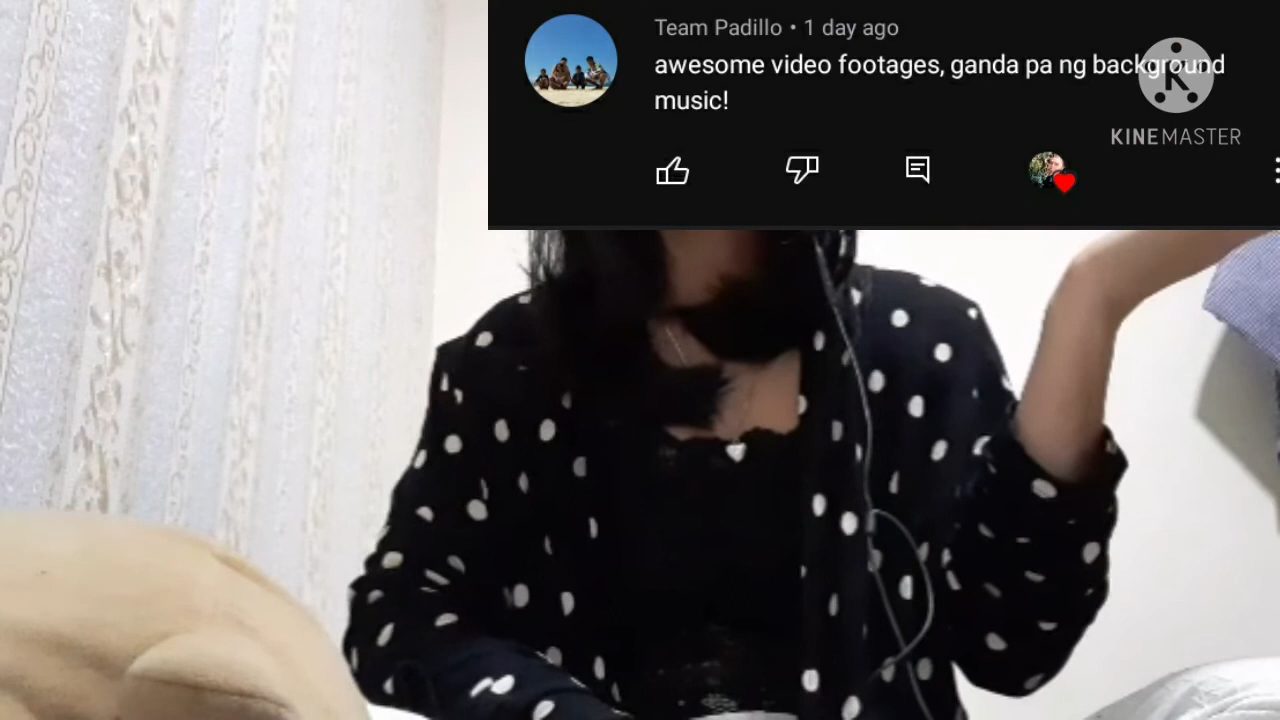 Team Padillo • 1 day ago
awesome video footages, ganda pa ng background
music!
K
KINEMASTER